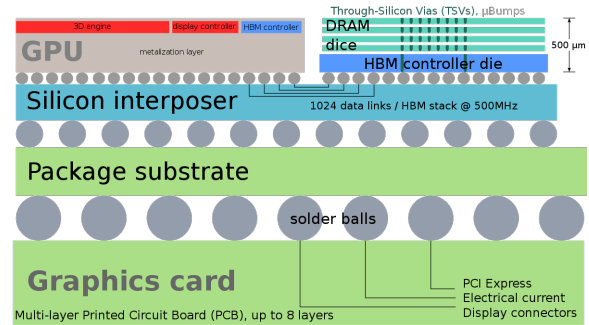 Through-Silicon Vias (TSVs), µBumps
3D engine
display controller
HBM controller
DRAM
dice
GPU
metalization layer
500 µm
HBM controller die
Silicon interposer
1024 data links / HBM stack @ 500MHz
Package substrate
solder balls
Graphics card
PCI Express
Electrical current
Display connectors
Multi-layer Printed Circuit Board (PCB), up to 8 layers